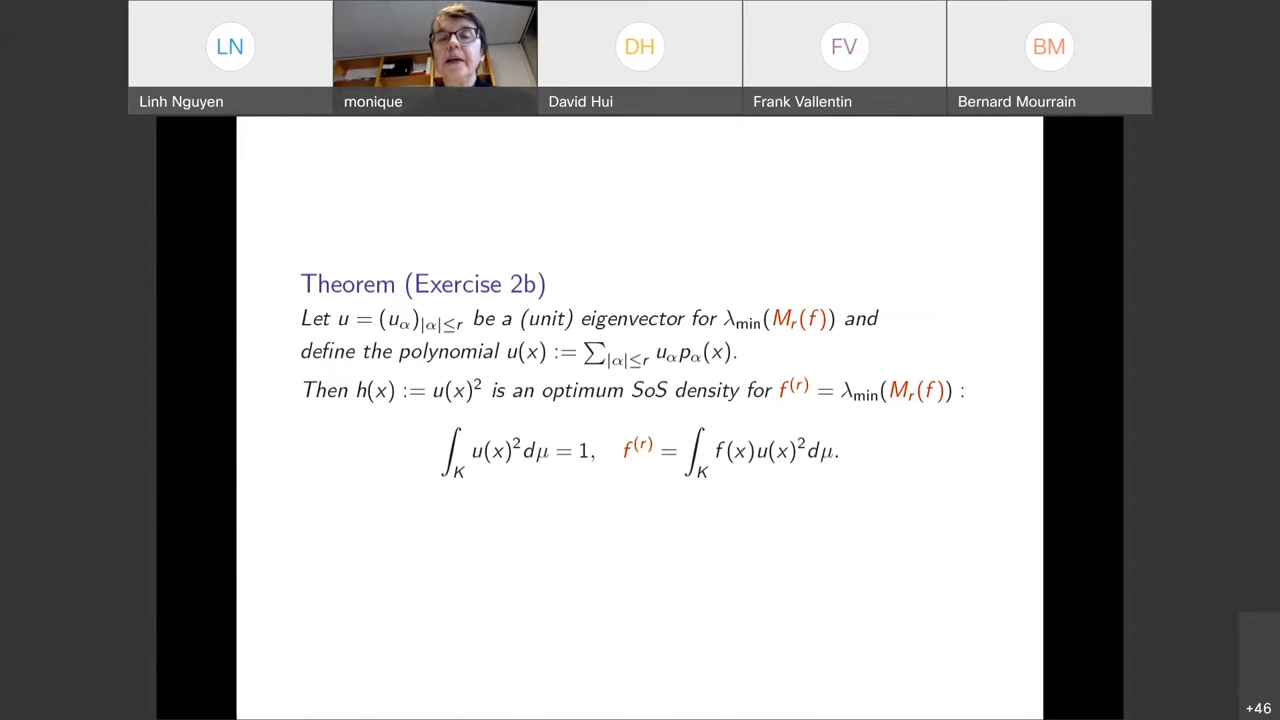 LN
DH
FV
BM
Linh Nguyen
monique
David Hui
Frank Vallentin
Bernard Mourrain
Theorem (Exercise 2b)
Let u = (u_α)_{|α|≤r} be a (unit) eigenvector for λ_min(M_r(f)) and
define the polynomial u(x) := ∑_{|α|≤r} u_α p_α(x).
Then h(x) := u(x)² is an optimum SoS density for f^{(r)} = λ_min(M_r(f)) :
∫_K u(x)² dμ = 1, f^{(r)} = ∫_K f(x)u(x)² dμ.
+46